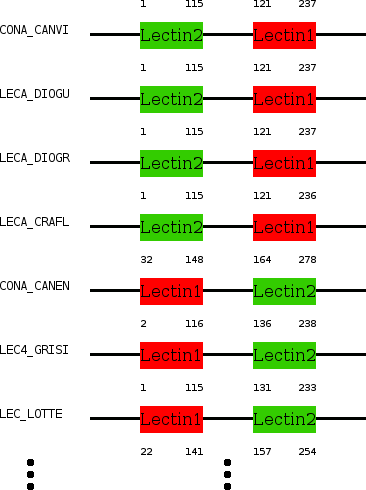 1 115 121 237
CONA_CANVI Lectin2 Lectin1
1 115 121 237
LECA_DIOGU Lectin2 Lectin1
1 115 121 237
LECA_DIOGR Lectin2 Lectin1
1 115 121 236
LECA_CRAFL Lectin2 Lectin1
32 148 164 278
CONA_CANEN Lectin1 Lectin2
2 116 136 238
LEC4_GRISI Lectin1 Lectin2
1 115 131 233
LEC_LOTTE Lectin1 Lectin2
22 141 157 254